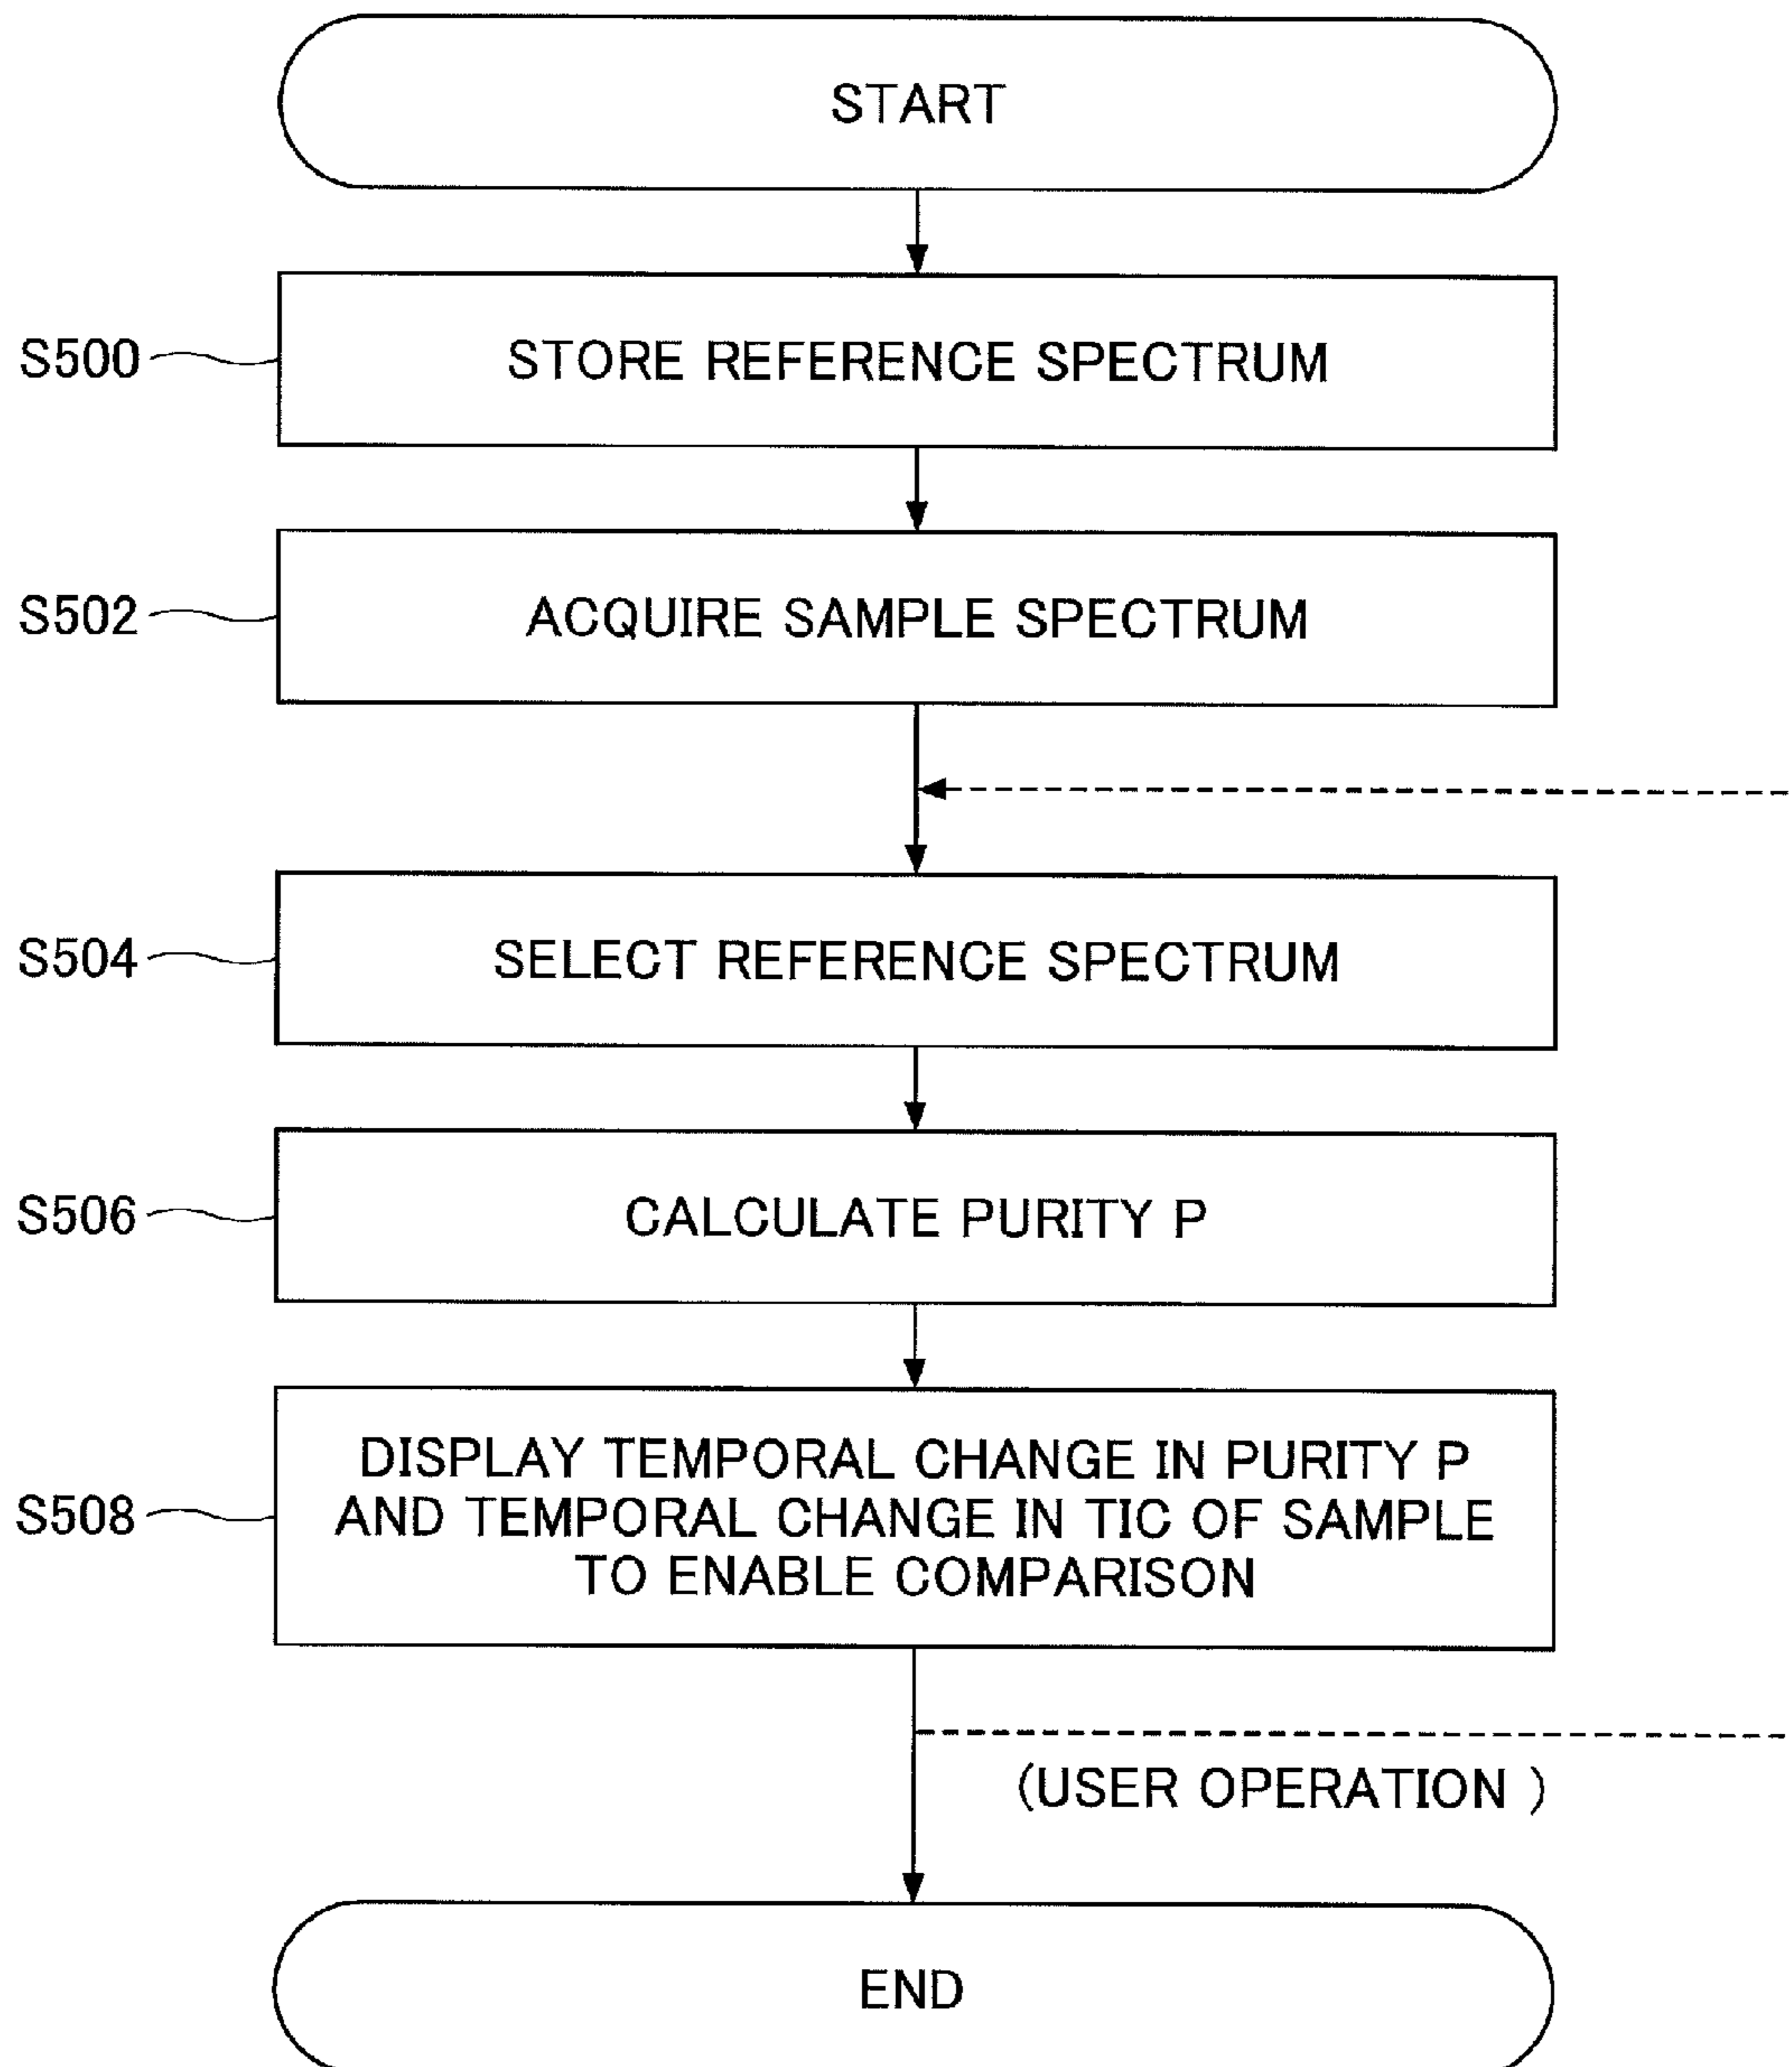 START
S500
STORE REFERENCE SPECTRUM
S502
ACQUIRE SAMPLE SPECTRUM
S504
SELECT REFERENCE SPECTRUM
S506
CALCULATE PURITY P
S508
DISPLAY TEMPORAL CHANGE IN PURITY P
AND TEMPORAL CHANGE IN TIC OF SAMPLE
TO ENABLE COMPARISON
(USER OPERATION )
END